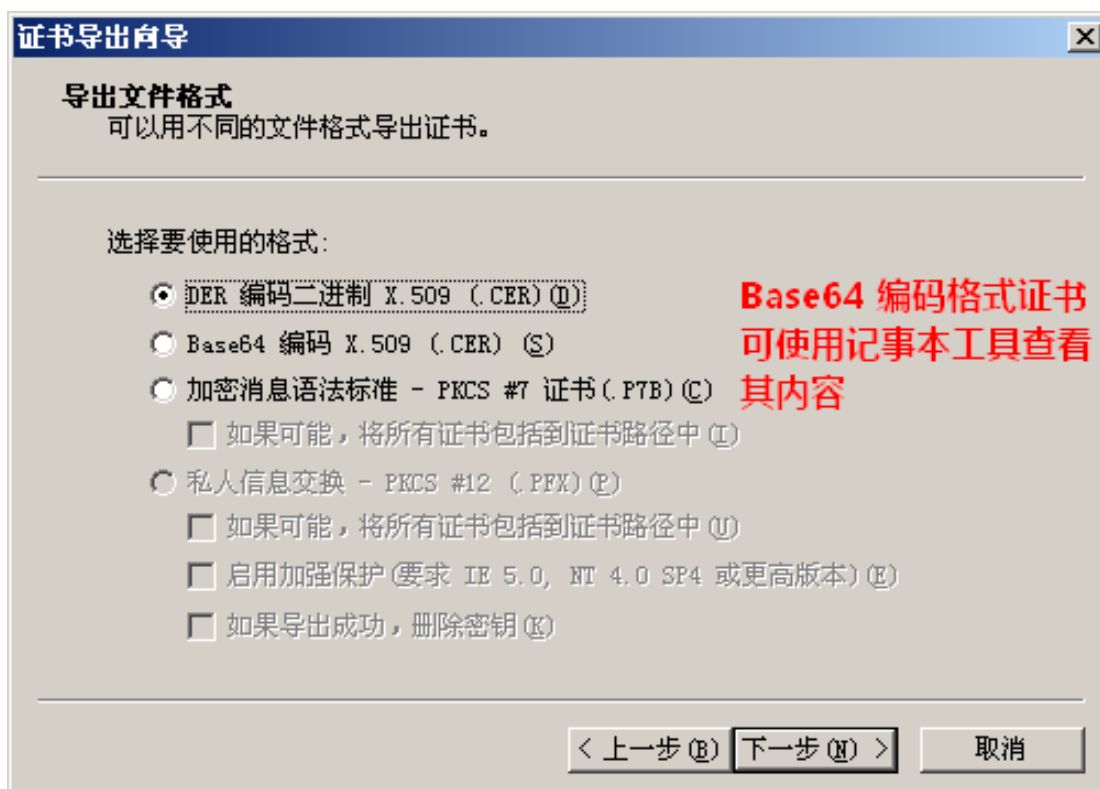 证书导出向导
导出文件格式
可以用不同的文件格式导出证书。
选择要使用的格式:
DER 编码二进制 X.509 (.CER)(D)
Base64 编码 X.509 (.CER) (S)
加密消息语法标准 - PKCS #7 证书(.P7B)(C)
如果可能，将所有证书包括到证书路径中(I)
私人信息交换 - PKCS #12 (.PFX)(P)
如果可能，将所有证书包括到证书路径中(U)
启用加强保护(要求 IE 5.0, NT 4.0 SP4 或更高版本)(E)
如果导出成功，删除密钥(K)
Base64 编码格式证书
可使用记事本工具查看
其内容
< 上一步(B) 下一步(N) > 取消